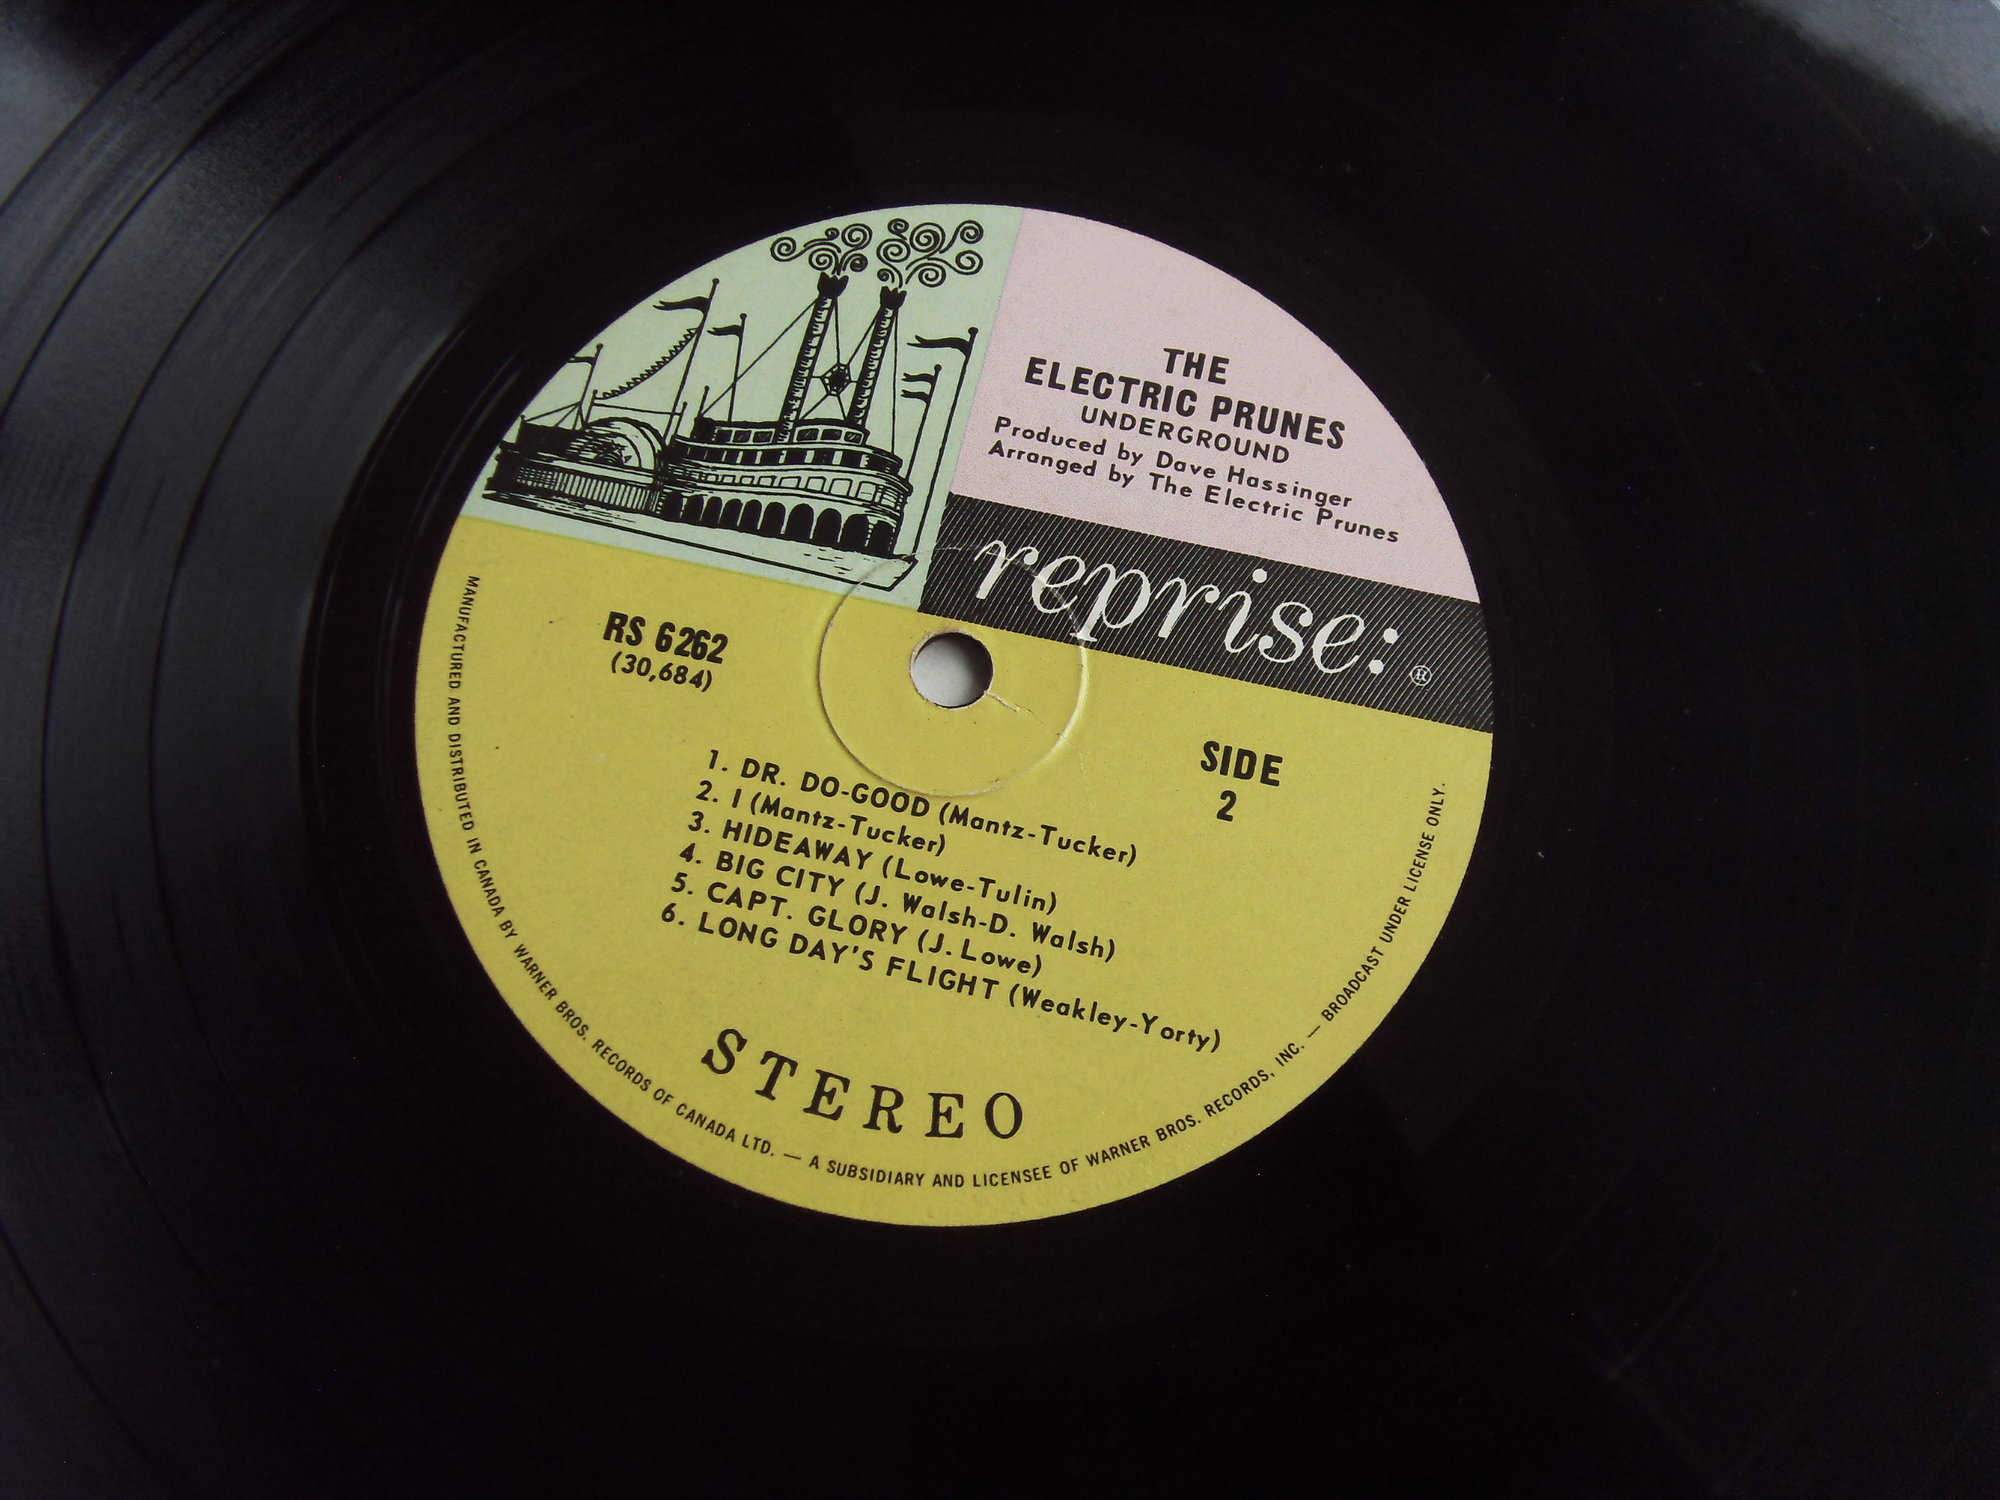 THE
ELECTRIC PRUNES
UNDERGROUND
Produced by Dave Hassinger
Arranged by The Electric Prunes
reprise: ®
RS 6262
(30,684)
SIDE
2
1. DR. DO-GOOD (Mantz-Tucker)
2. I (Mantz-Tucker)
3. HIDEAWAY (Lowe-Tulin)
4. BIG CITY (J. Walsh-D. Walsh)
5. CAPT. GLORY (J. Lowe)
6. LONG DAY'S FLIGHT (Weakley-Yorty)
STEREO
MANUFACTURED AND DISTRIBUTED IN CANADA BY WARNER BROS. RECORDS OF CANADA LTD. — A SUBSIDIARY AND LICENSEE OF WARNER BROS. RECORDS, INC. — BROADCAST UNDER LICENSE ONLY.